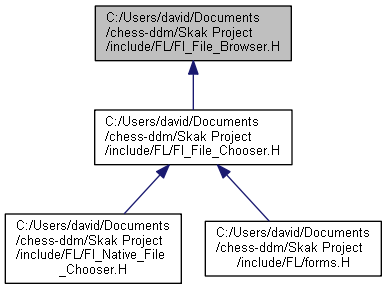 C:/Users/david/Documents
/chess-ddm/Skak Project
/include/FL/Fl_File_Browser.H
C:/Users/david/Documents
/chess-ddm/Skak Project
/include/FL/Fl_File_Chooser.H
C:/Users/david/Documents
/chess-ddm/Skak Project
/include/FL/Fl_Native_File
_Chooser.H
C:/Users/david/Documents
/chess-ddm/Skak Project
/include/FL/forms.H